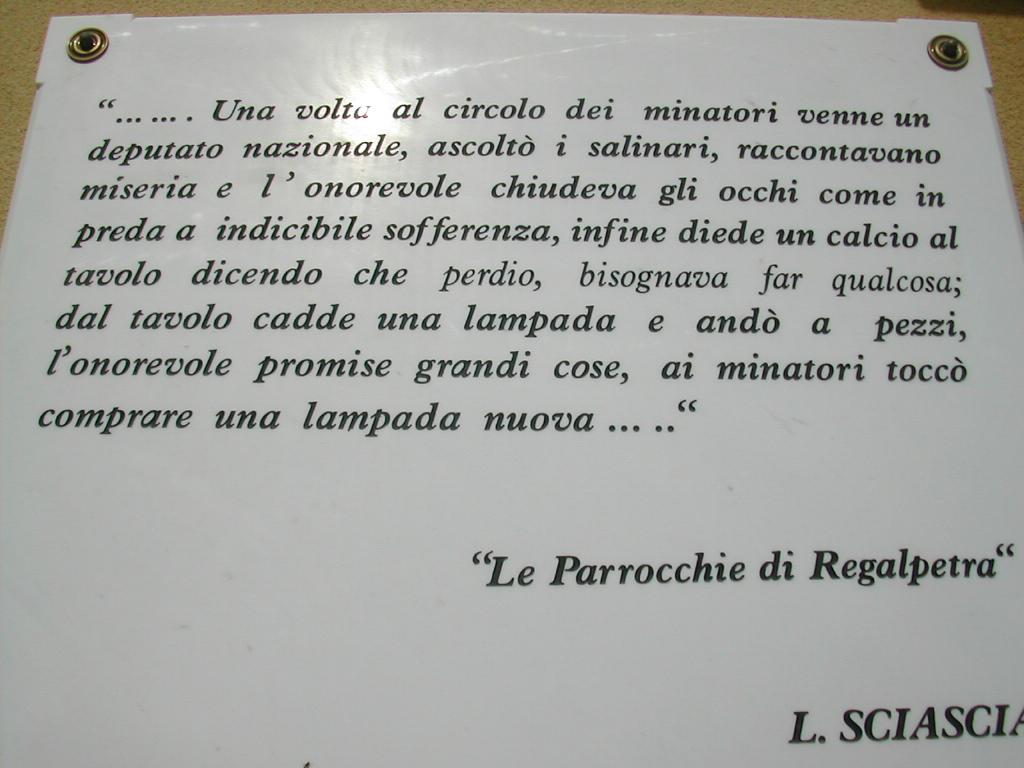 “... ... . Una volta al circolo dei minatori venne un
deputato nazionale, ascoltò i salinari, raccontavano
miseria e l'onorevole chiudeva gli occhi come in
preda a indicibile sofferenza, infine diede un calcio al
tavolo dicendo che perdio, bisognava far qualcosa;
dal tavolo cadde una lampada e andò a pezzi,
l'onorevole promise grandi cose, ai minatori toccò
comprare una lampada nuova ... ..“
“Le Parrocchie di Regalpetra“
L. SCIASCIA